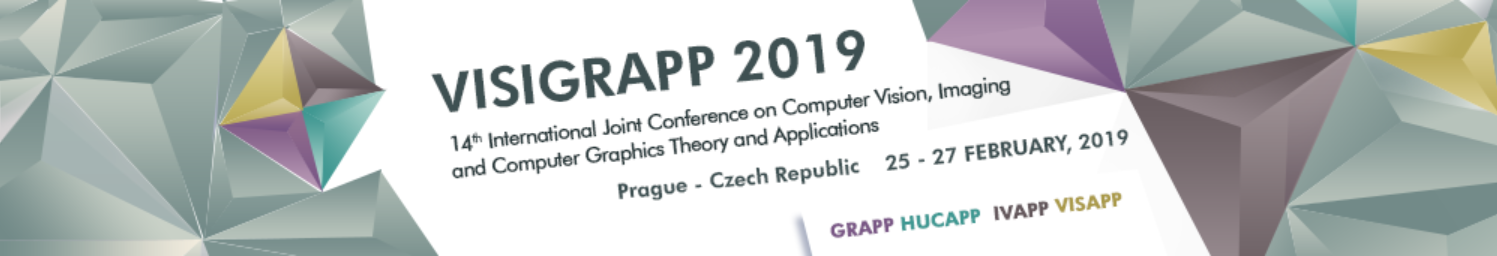 VISIGRAPP 2019
14th International Joint Conference on Computer Vision, Imaging
and Computer Graphics Theory and Applications
Prague - Czech Republic 25 - 27 FEBRUARY, 2019
GRAPP HUCAPP IVAPP VISAPP